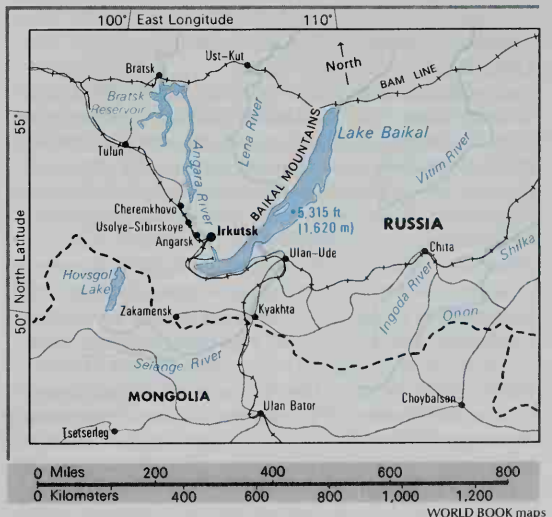 100° East Longitude 110°
Ust-Kut
Bratsk
North
BAM LINE
Bratsk
Reservoir
55°
Lena River
BAIKAL MOUNTAINS
Lake Baikal
Angara River
Vitim River
Tulun
Cheremkhovo
5,315 ft
(1,620 m)
Usolye-Sibirskoye
Irkutsk
RUSSIA
Angarsk
North Latitude
Ulan-Ude
Chita
Shilka
Hovsgol
Lake
Ingoda River
50°
Zakamensk
Kyakhta
Onon
Selenge River
MONGOLIA
Choybalsan
Ulan Bator
Tsetserleg
0 Miles 200 400 600 800
0 Kilometers 400 600 800 1,000 1,200
WORLD BOOK maps